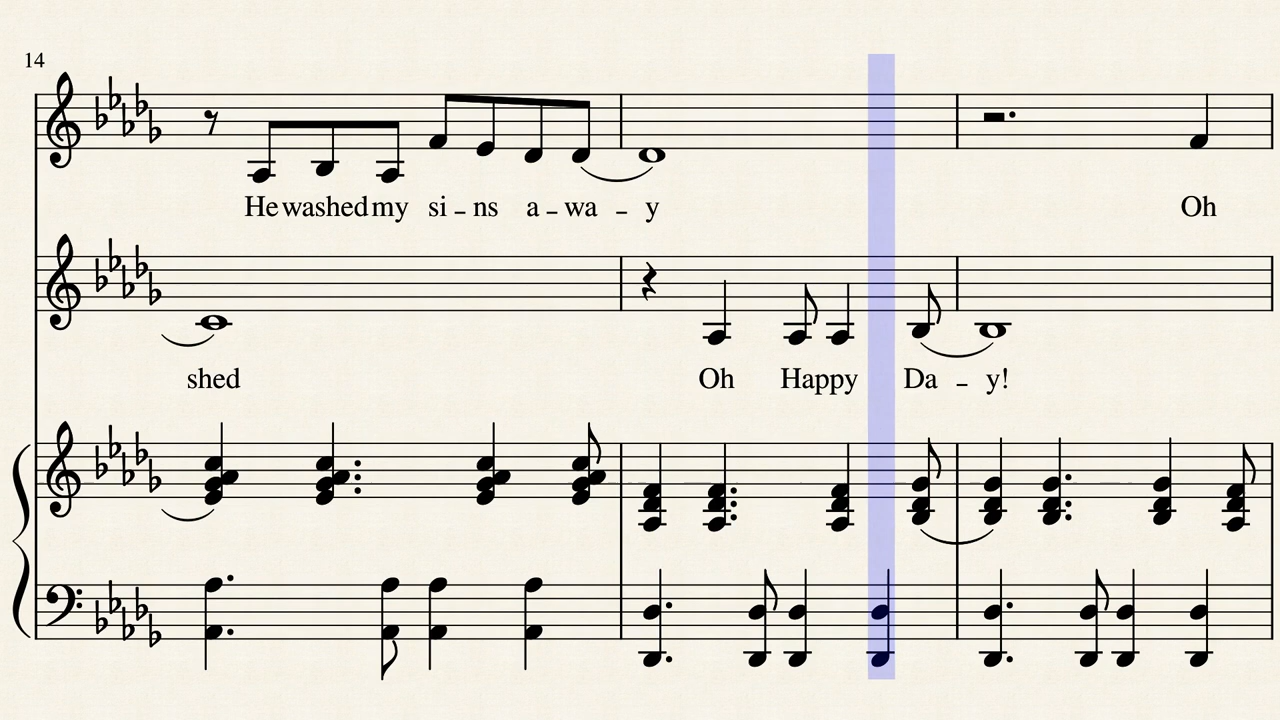 14
He washed my si - ns a - wa - y Oh
shed Oh Happy Da - y!